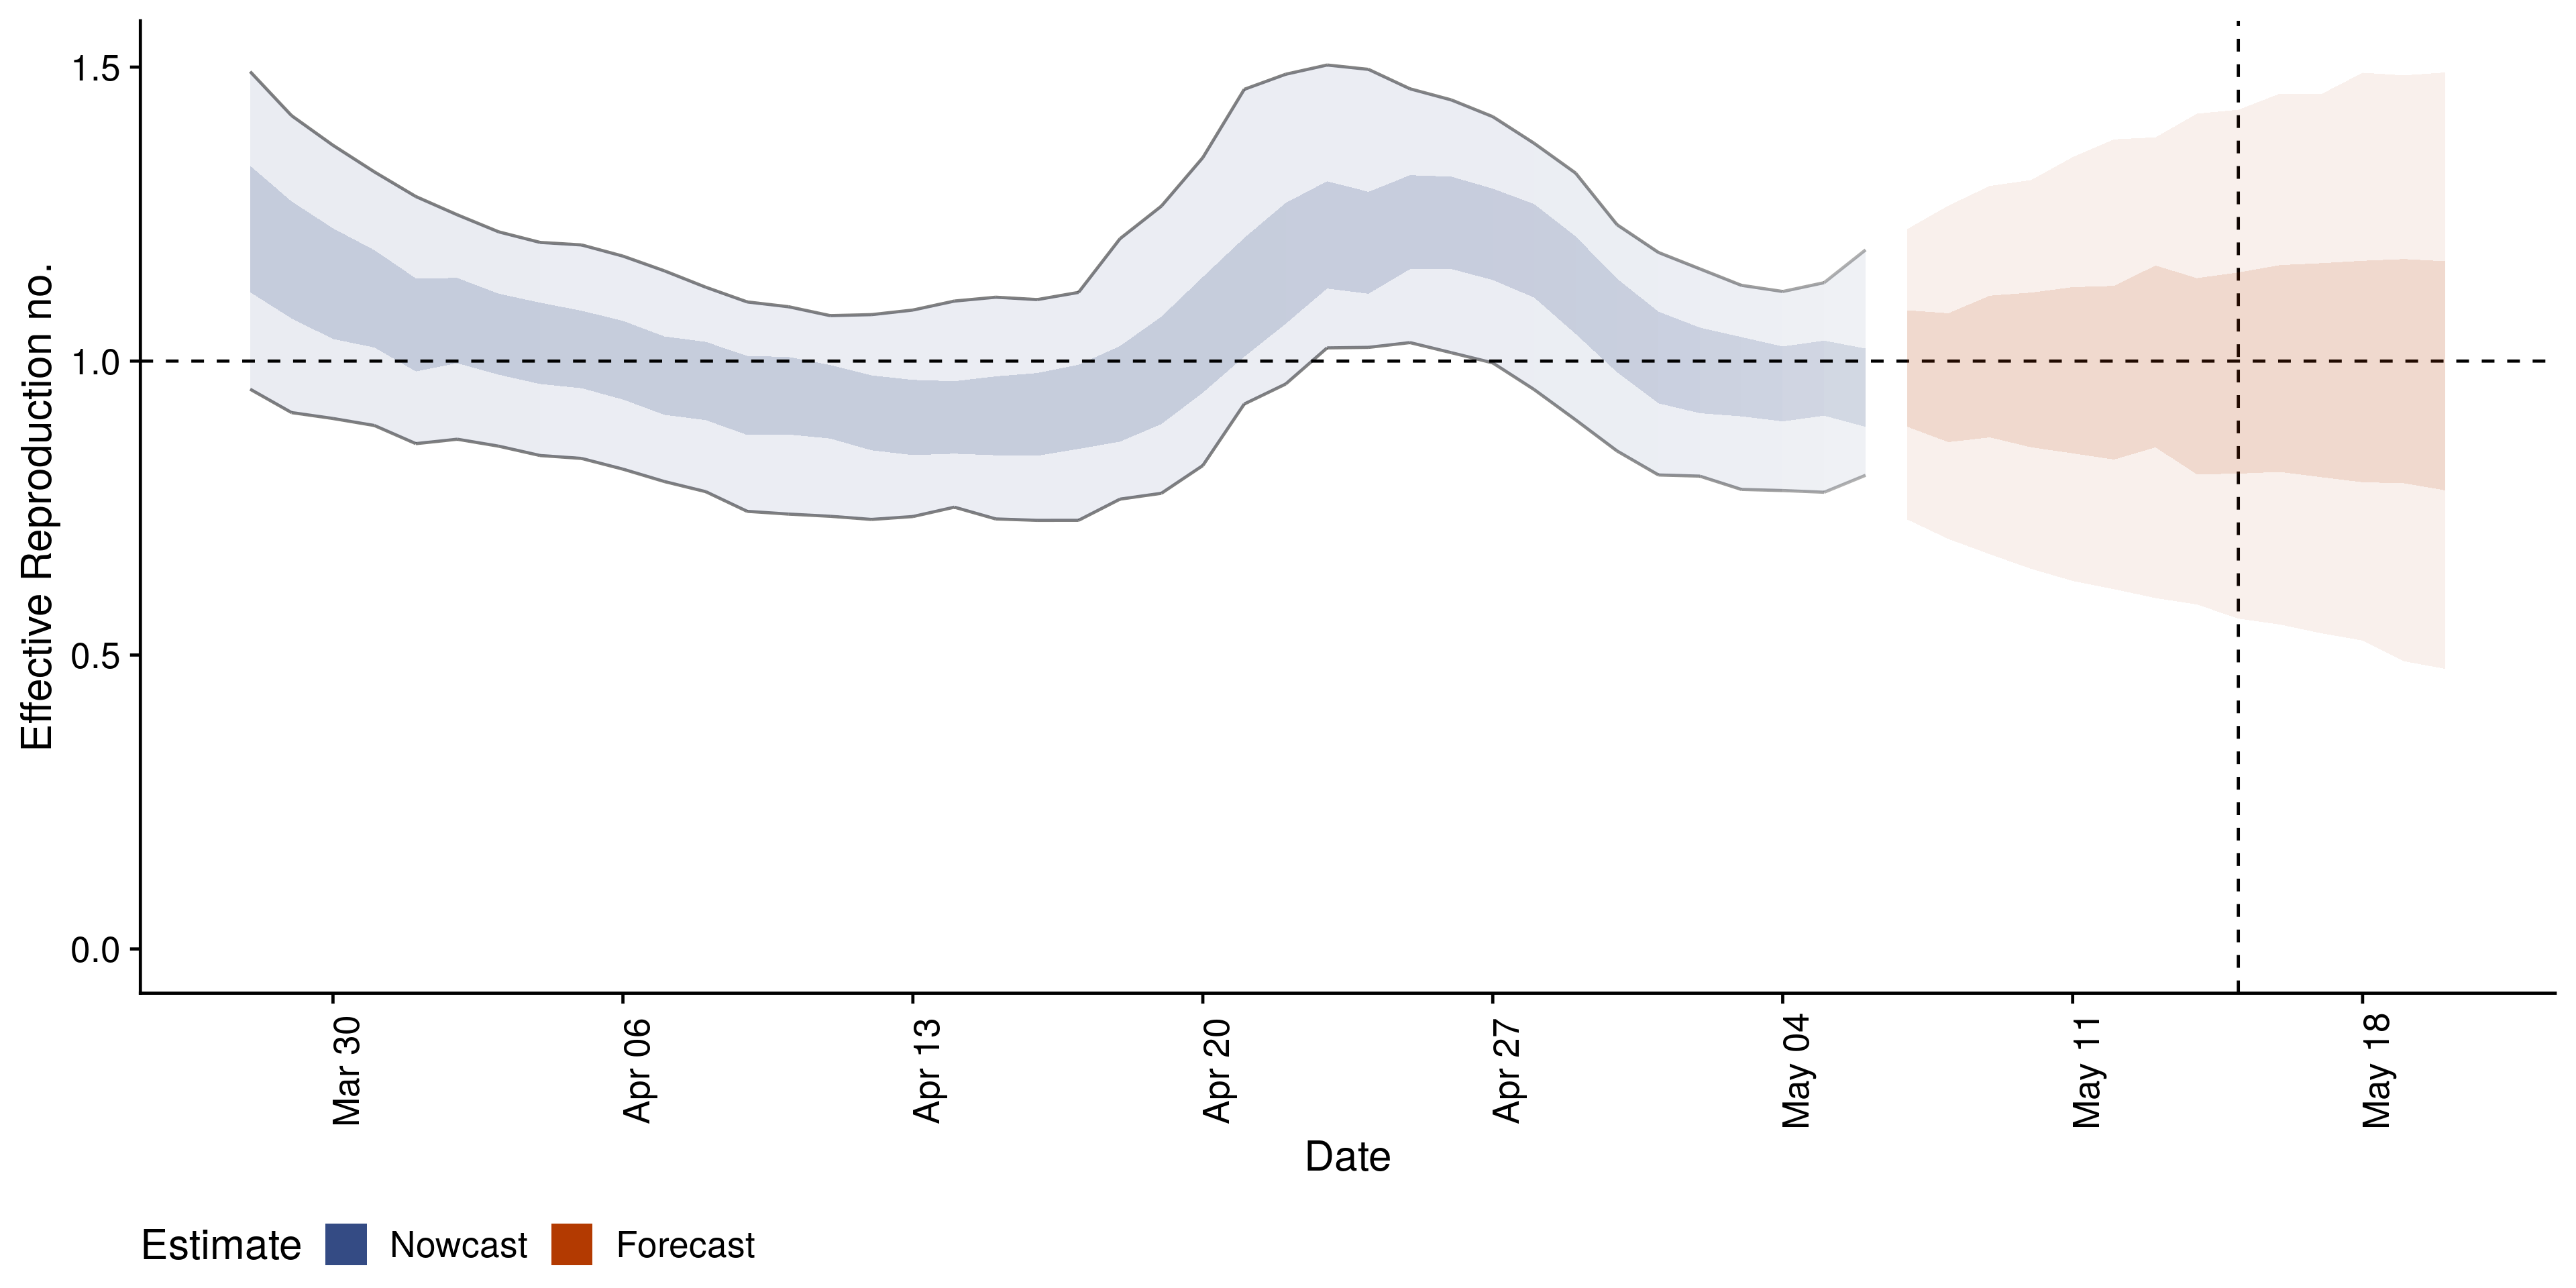 Effective Reproduction no.
1.5
1.0
0.5
0.0
Mar 30
Apr 06
Apr 13
Apr 20
Apr 27
May 04
May 11
May 18
Date
Estimate Nowcast Forecast